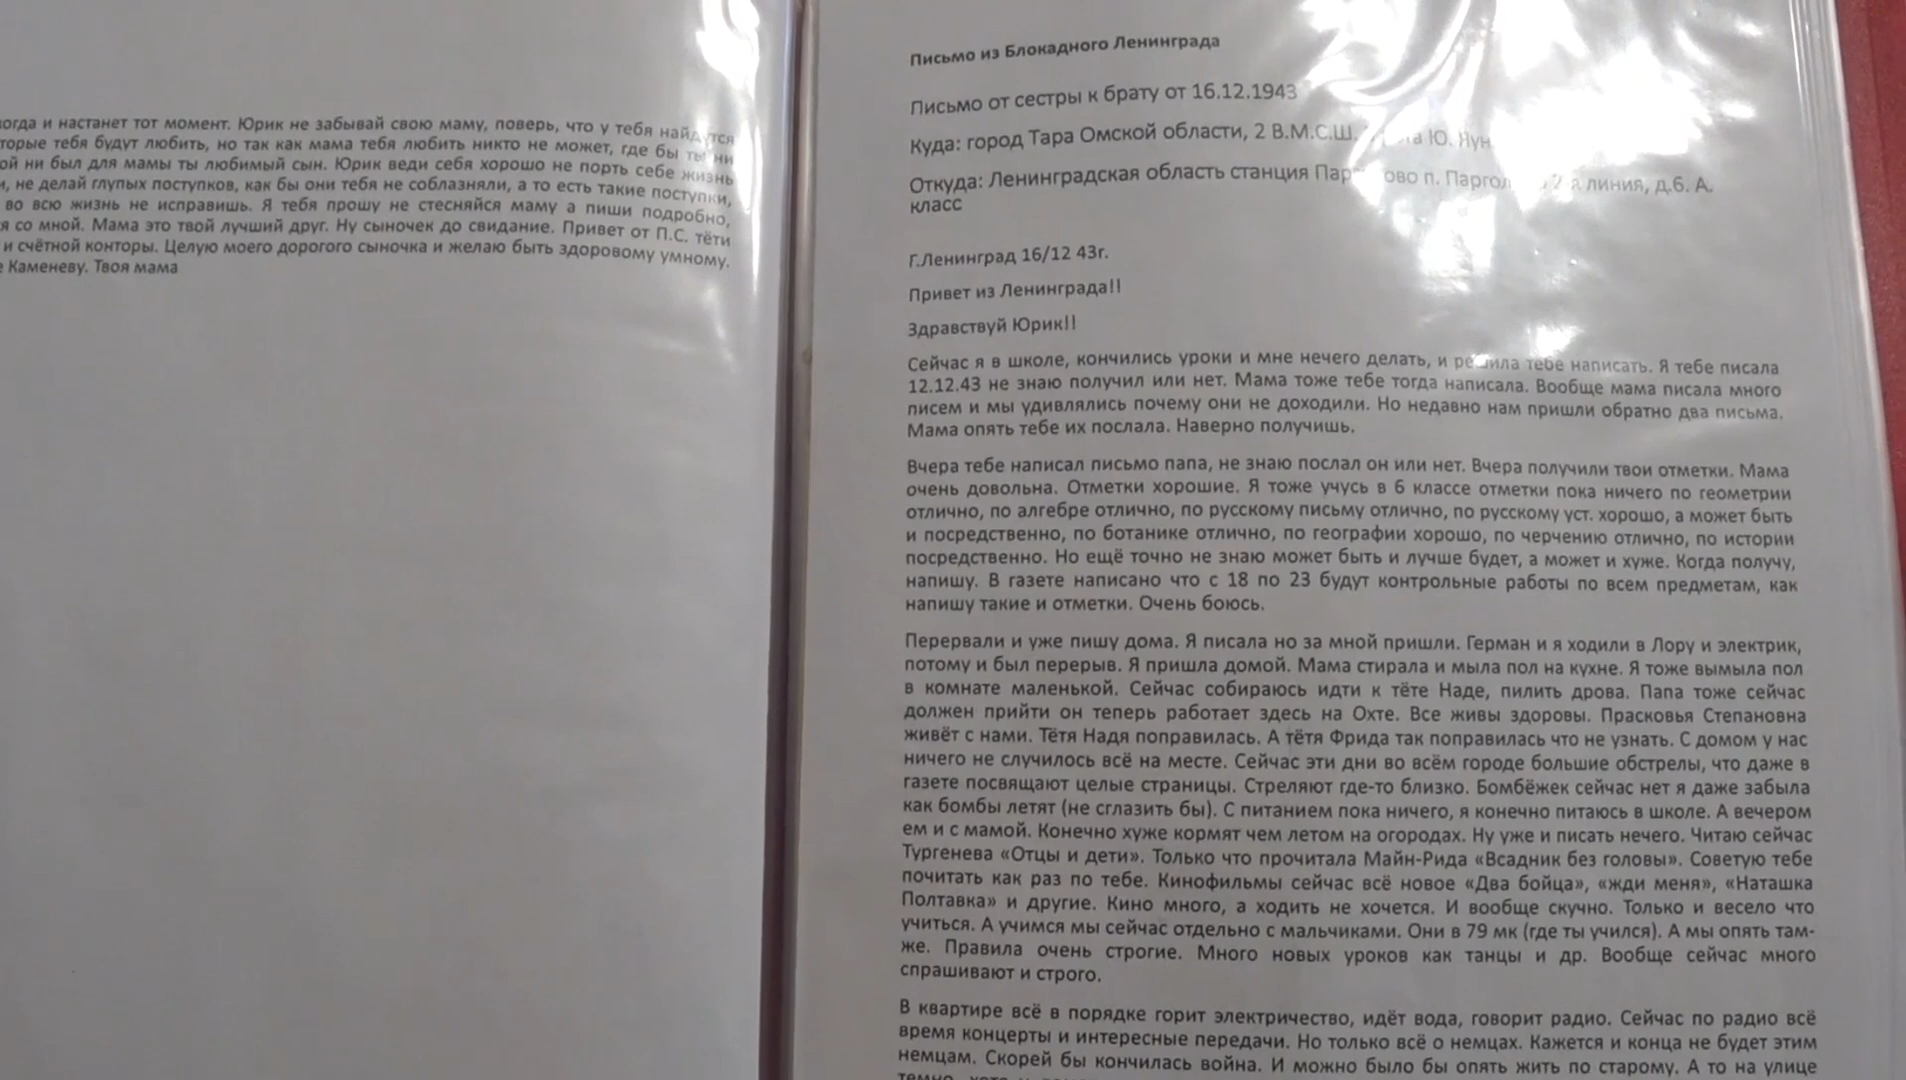 когда и настанет тот момент. Юрик не забывай свою маму, поверь, что у тебя найдутся
торые тебя будут любить, но так как мама тебя любить никто не может, где бы ты ни
ой ни был для мамы ты любимый сын. Юрик веди себя хорошо не порть себе жизнь
и, не делай глупых поступков, как бы они тебя не соблазняли, а то есть такие поступки,
во всю жизнь не исправишь. Я тебя прошу не стесняйся маму а пиши подробно,
я со мной. Мама это твой лучший друг. Ну сыночек до свидание. Привет от П.С. тёти
и счётной конторы. Целую моего дорогого сыночка и желаю быть здоровому умному.
е Каменеву. Твоя мама
Письмо из Блокадного Ленинграда
Письмо от сестры к брату от 16.12.1943
Куда: город Тара Омской области, 2 В.М.С.Ш. Ю. Яун
Откуда: Ленинградская область станция п. линия, д.6. А.
класс
Г.Ленинград 16/12 43г.
Привет из Ленинграда!!
Здравствуй Юрик!!
Сейчас я в школе, кончились уроки и мне нечего делать, и решила тебе написать. Я тебе писала
12.12.43 не знаю получил или нет. Мама тоже тебе тогда написала. Вообще мама писала много
писем и мы удивлялись почему они не доходили. Но недавно нам пришли обратно два письма.
Мама опять тебе их послала. Наверно получишь.
Вчера тебе написал письмо папа, не знаю послал он или нет. Вчера получили твои отметки. Мама
очень довольна. Отметки хорошие. Я тоже учусь в 6 классе отметки пока ничего по геометрии
отлично, по алгебре отлично, по русскому письму отлично, по русскому уст. хорошо, а может быть
и посредственно, по ботанике отлично, по географии хорошо, по черчению отлично, по истории
посредственно. Но ещё точно не знаю может быть и лучше будет, а может и хуже. Когда получу,
напишу. В газете написано что с 18 по 23 будут контрольные работы по всем предметам, как
напишу такие и отметки. Очень боюсь.
Перервали и уже пишу дома. Я писала но за мной пришли. Герман и я ходили в Лору и электрик,
потому и был перерыв. Я пришла домой. Мама стирала и мыла пол на кухне. Я тоже вымыла пол
в комнате маленькой. Сейчас собираюсь идти к тёте Наде, пилить дрова. Папа тоже сейчас
должен прийти он теперь работает здесь на Охте. Все живы здоровы. Прасковья Степановна
живёт с нами. Тётя Надя поправилась. А тётя Фрида так поправилась что не узнать. С домом у нас
ничего не случилось всё на месте. Сейчас эти дни во всём городе большие обстрелы, что даже в
газете посвящают целые страницы. Стреляют где-то близко. Бомбёжек сейчас нет я даже забыла
как бомбы летят (не сглазить бы). С питанием пока ничего, я конечно питаюсь в школе. А вечером
ем и с мамой. Конечно хуже кормят чем летом на огородах. Ну уже и писать нечего. Читаю сейчас
Тургенева «Отцы и дети». Только что прочитала Майн-Рида «Всадник без головы». Советую тебе
почитать как раз по тебе. Кинофильмы сейчас всё новое «Два бойца», «жди меня», «Наташка
Полтавка» и другие. Кино много, а ходить не хочется. И вообще скучно. Только и весело что
учиться. А учимся мы сейчас отдельно с мальчиками. Они в 79 мк (где ты учился). А мы опять там-
же. Правила очень строгие. Много новых уроков как танцы и др. Вообще сейчас много
спрашивают и строго.
В квартире всё в порядке горит электричество, идёт вода, говорит радио. Сейчас по радио всё
время концерты и интересные передачи. Но только всё о немцах. Кажется и конца не будет этим
немцам. Скорей бы кончилась война. И можно было бы опять жить по старому. А то на улице